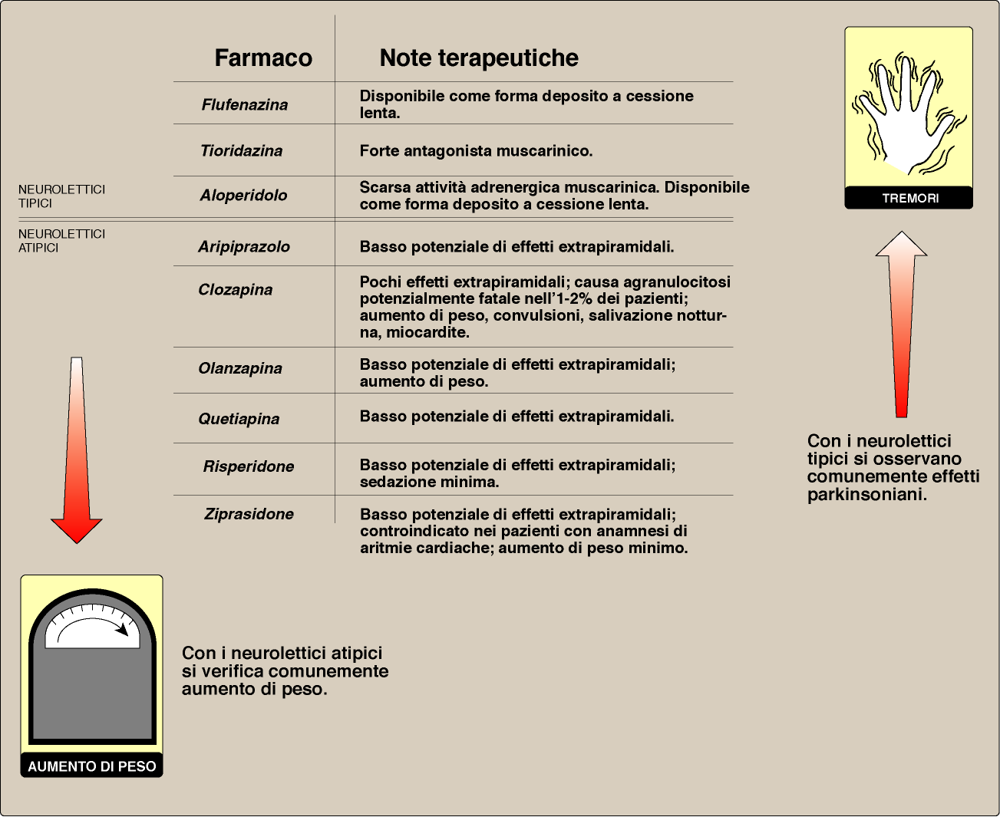 Farmaco
Note terapeutiche
Flufenazina
Disponibile come forma deposito a cessione
lenta.
Tioridazina
Forte antagonista muscarinico.
NEUROLETTICI
TIPICI
Aloperidolo
Scarsa attività adrenergica muscarinica. Disponibile
come forma deposito a cessione lenta.
NEUROLETTICI
ATIPICI
Aripiprazolo
Basso potenziale di effetti extrapiramidali.
Clozapina
Pochi effetti extrapiramidali; causa agranulocitosi
potenzialmente fatale nell'1-2% dei pazienti;
aumento di peso, convulsioni, salivazione nottur-
na, miocardite.
Olanzapina
Basso potenziale di effetti extrapiramidali;
aumento di peso.
Quetiapina
Basso potenziale di effetti extrapiramidali.
Risperidone
Basso potenziale di effetti extrapiramidali;
sedazione minima.
Ziprasidone
Basso potenziale di effetti extrapiramidali;
controindicato nei pazienti con anamnesi di
aritmie cardiache; aumento di peso minimo.
TREMORI
Con i neurolettici
tipici si osservano
comunemente effetti
parkinsoniani.
Con i neurolettici atipici
si verifica comunemente
aumento di peso.
AUMENTO DI PESO